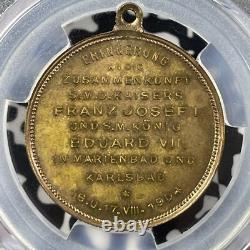 ERINNERUNG
AN DIE
ZUSAMMENKUNFT
S.M.D.KAISERS
FRANZ JOSEF I
UND S.M.KÖNIG
EDUARD VII
IN MARIENBAD UND
KARLSBAD
16.U.17.VIII.1904